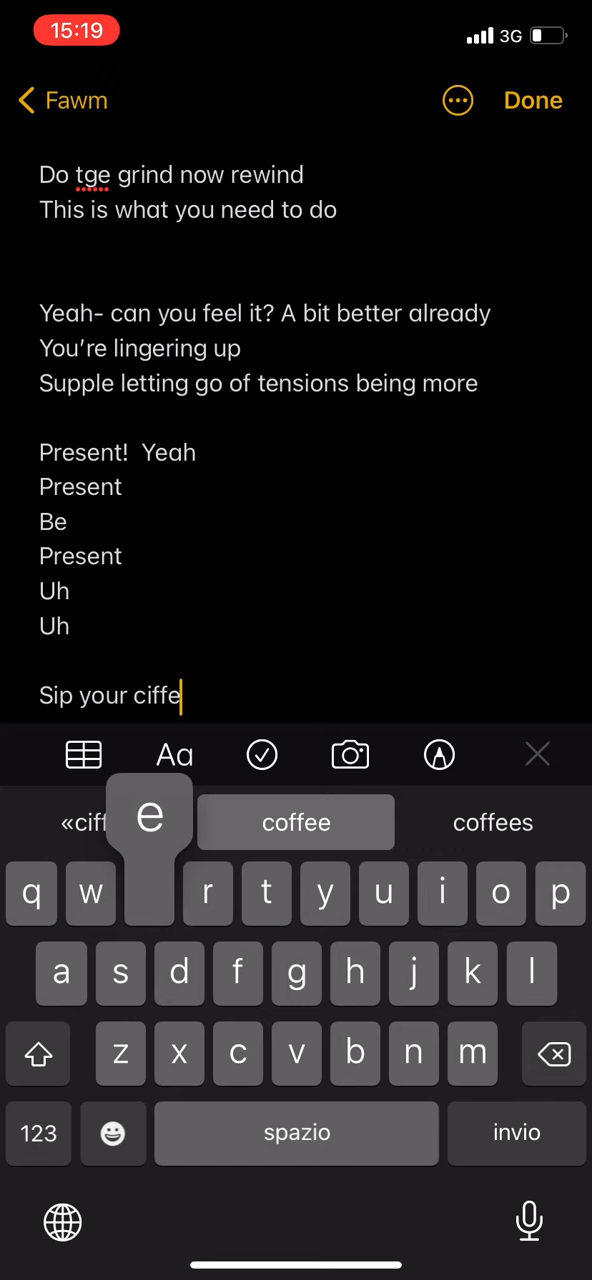 15:19
3G
Fawm
Done
Do tge grind now rewind
This is what you need to do
Yeah- can you feel it? A bit better already
You’re lingering up
Supple letting go of tensions being more
Present!  Yeah
Present
Be
Present
Uh
Uh
Sip your ciffe
Aa
«ciff
e
coffee
coffees
q w r t y u i o p
a s d f g h j k l
z x c v b n m
123
spazio
invio